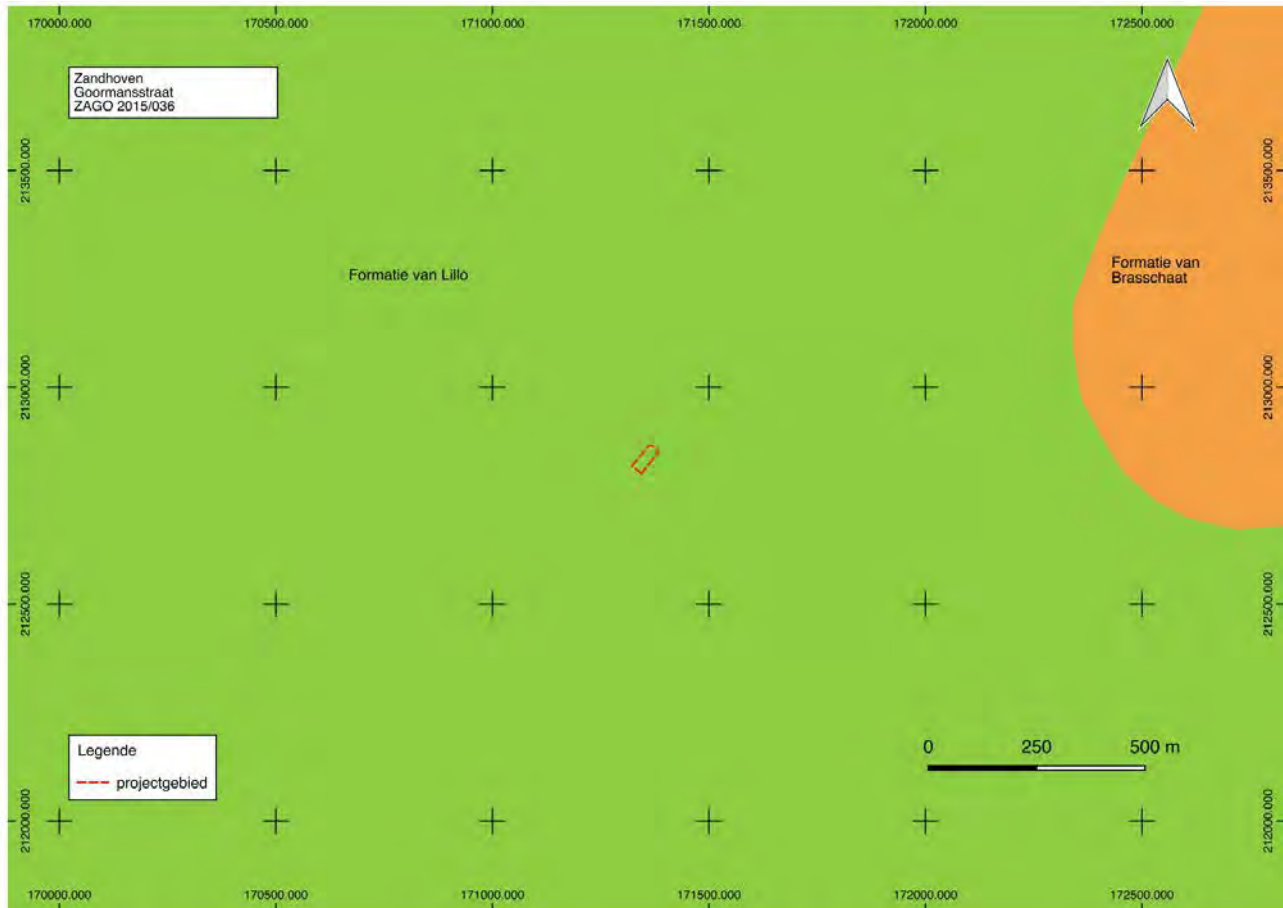 170000.000
170500.000
171000.000
171500.000
172000.000
172500.000
Zandhoven
Goormansstraat
ZAGO 2015/036
213500.000
213500.000
Formatie van Lillo
Formatie van
Brasschaat
213000.000
213000.000
212500.000
212500.000
Legende
projectgebied
0 250 500 m
212000.000
212000.000
170000.000
170500.000
171000.000
171500.000
172000.000
172500.000